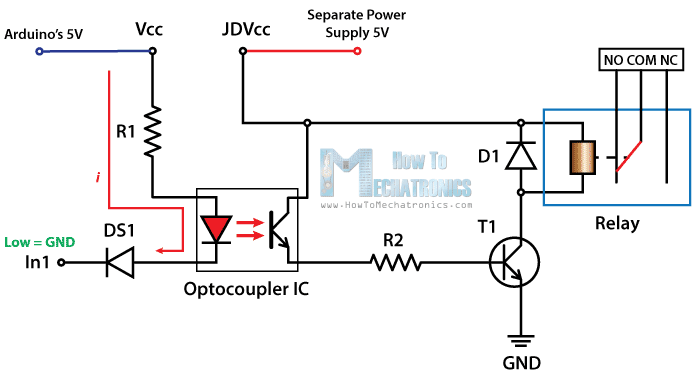 Separate Power
Supply 5V
Arduino's 5V
Vcc
JDVcc
NO COM NC
R1
D1
How To
MECHATRONICS
www.HowToMechatronics.com
i
Relay
Low = GND
DS1
T1
In1
R2
Optocoupler IC
GND